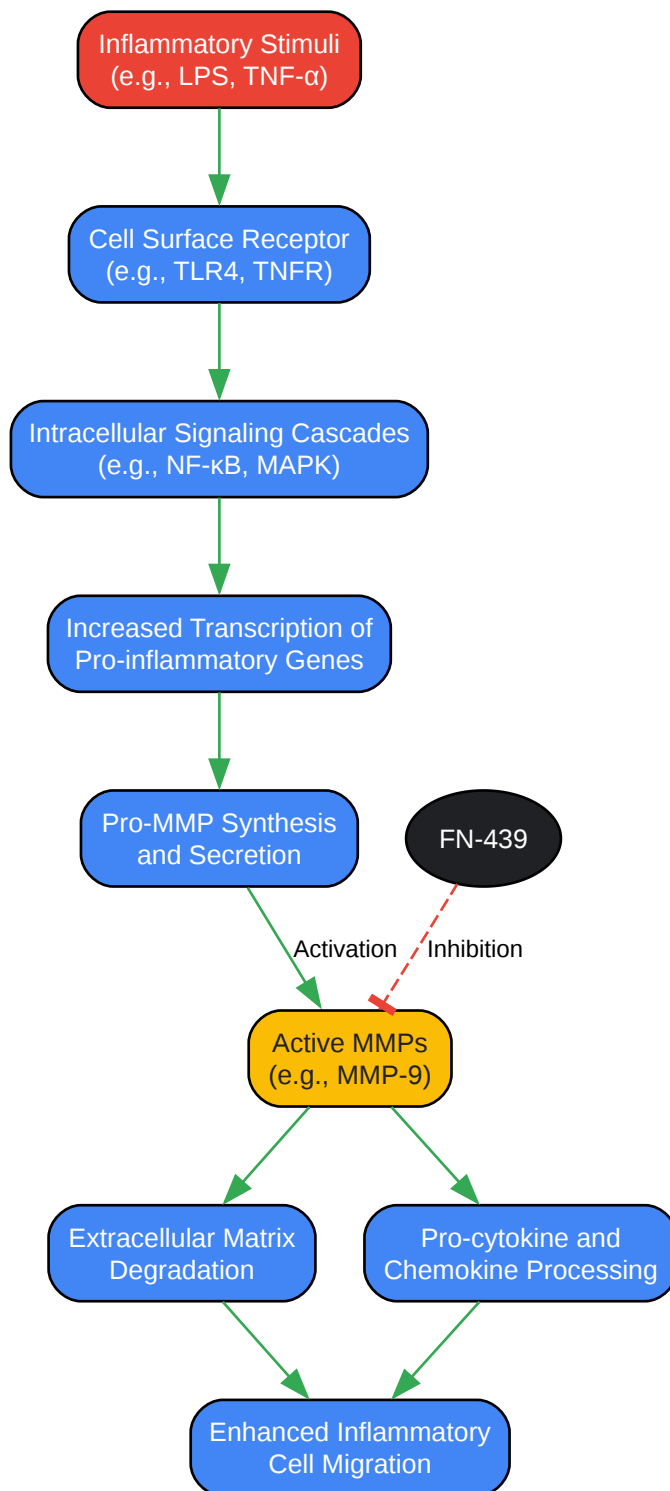 Inflammatory Stimuli
(e.g., LPS, TNF-α)
Cell Surface Receptor
(e.g., TLR4, TNFR)
Intracellular Signaling Cascades
(e.g., NF-κB, MAPK)
Increased Transcription of
Pro-inflammatory Genes
Pro-MMP Synthesis
and Secretion
FN-439
Activation
Inhibition
Active MMPs
(e.g., MMP-9)
Extracellular Matrix
Degradation
Pro-cytokine and
Chemokine Processing
Enhanced Inflammatory
Cell Migration